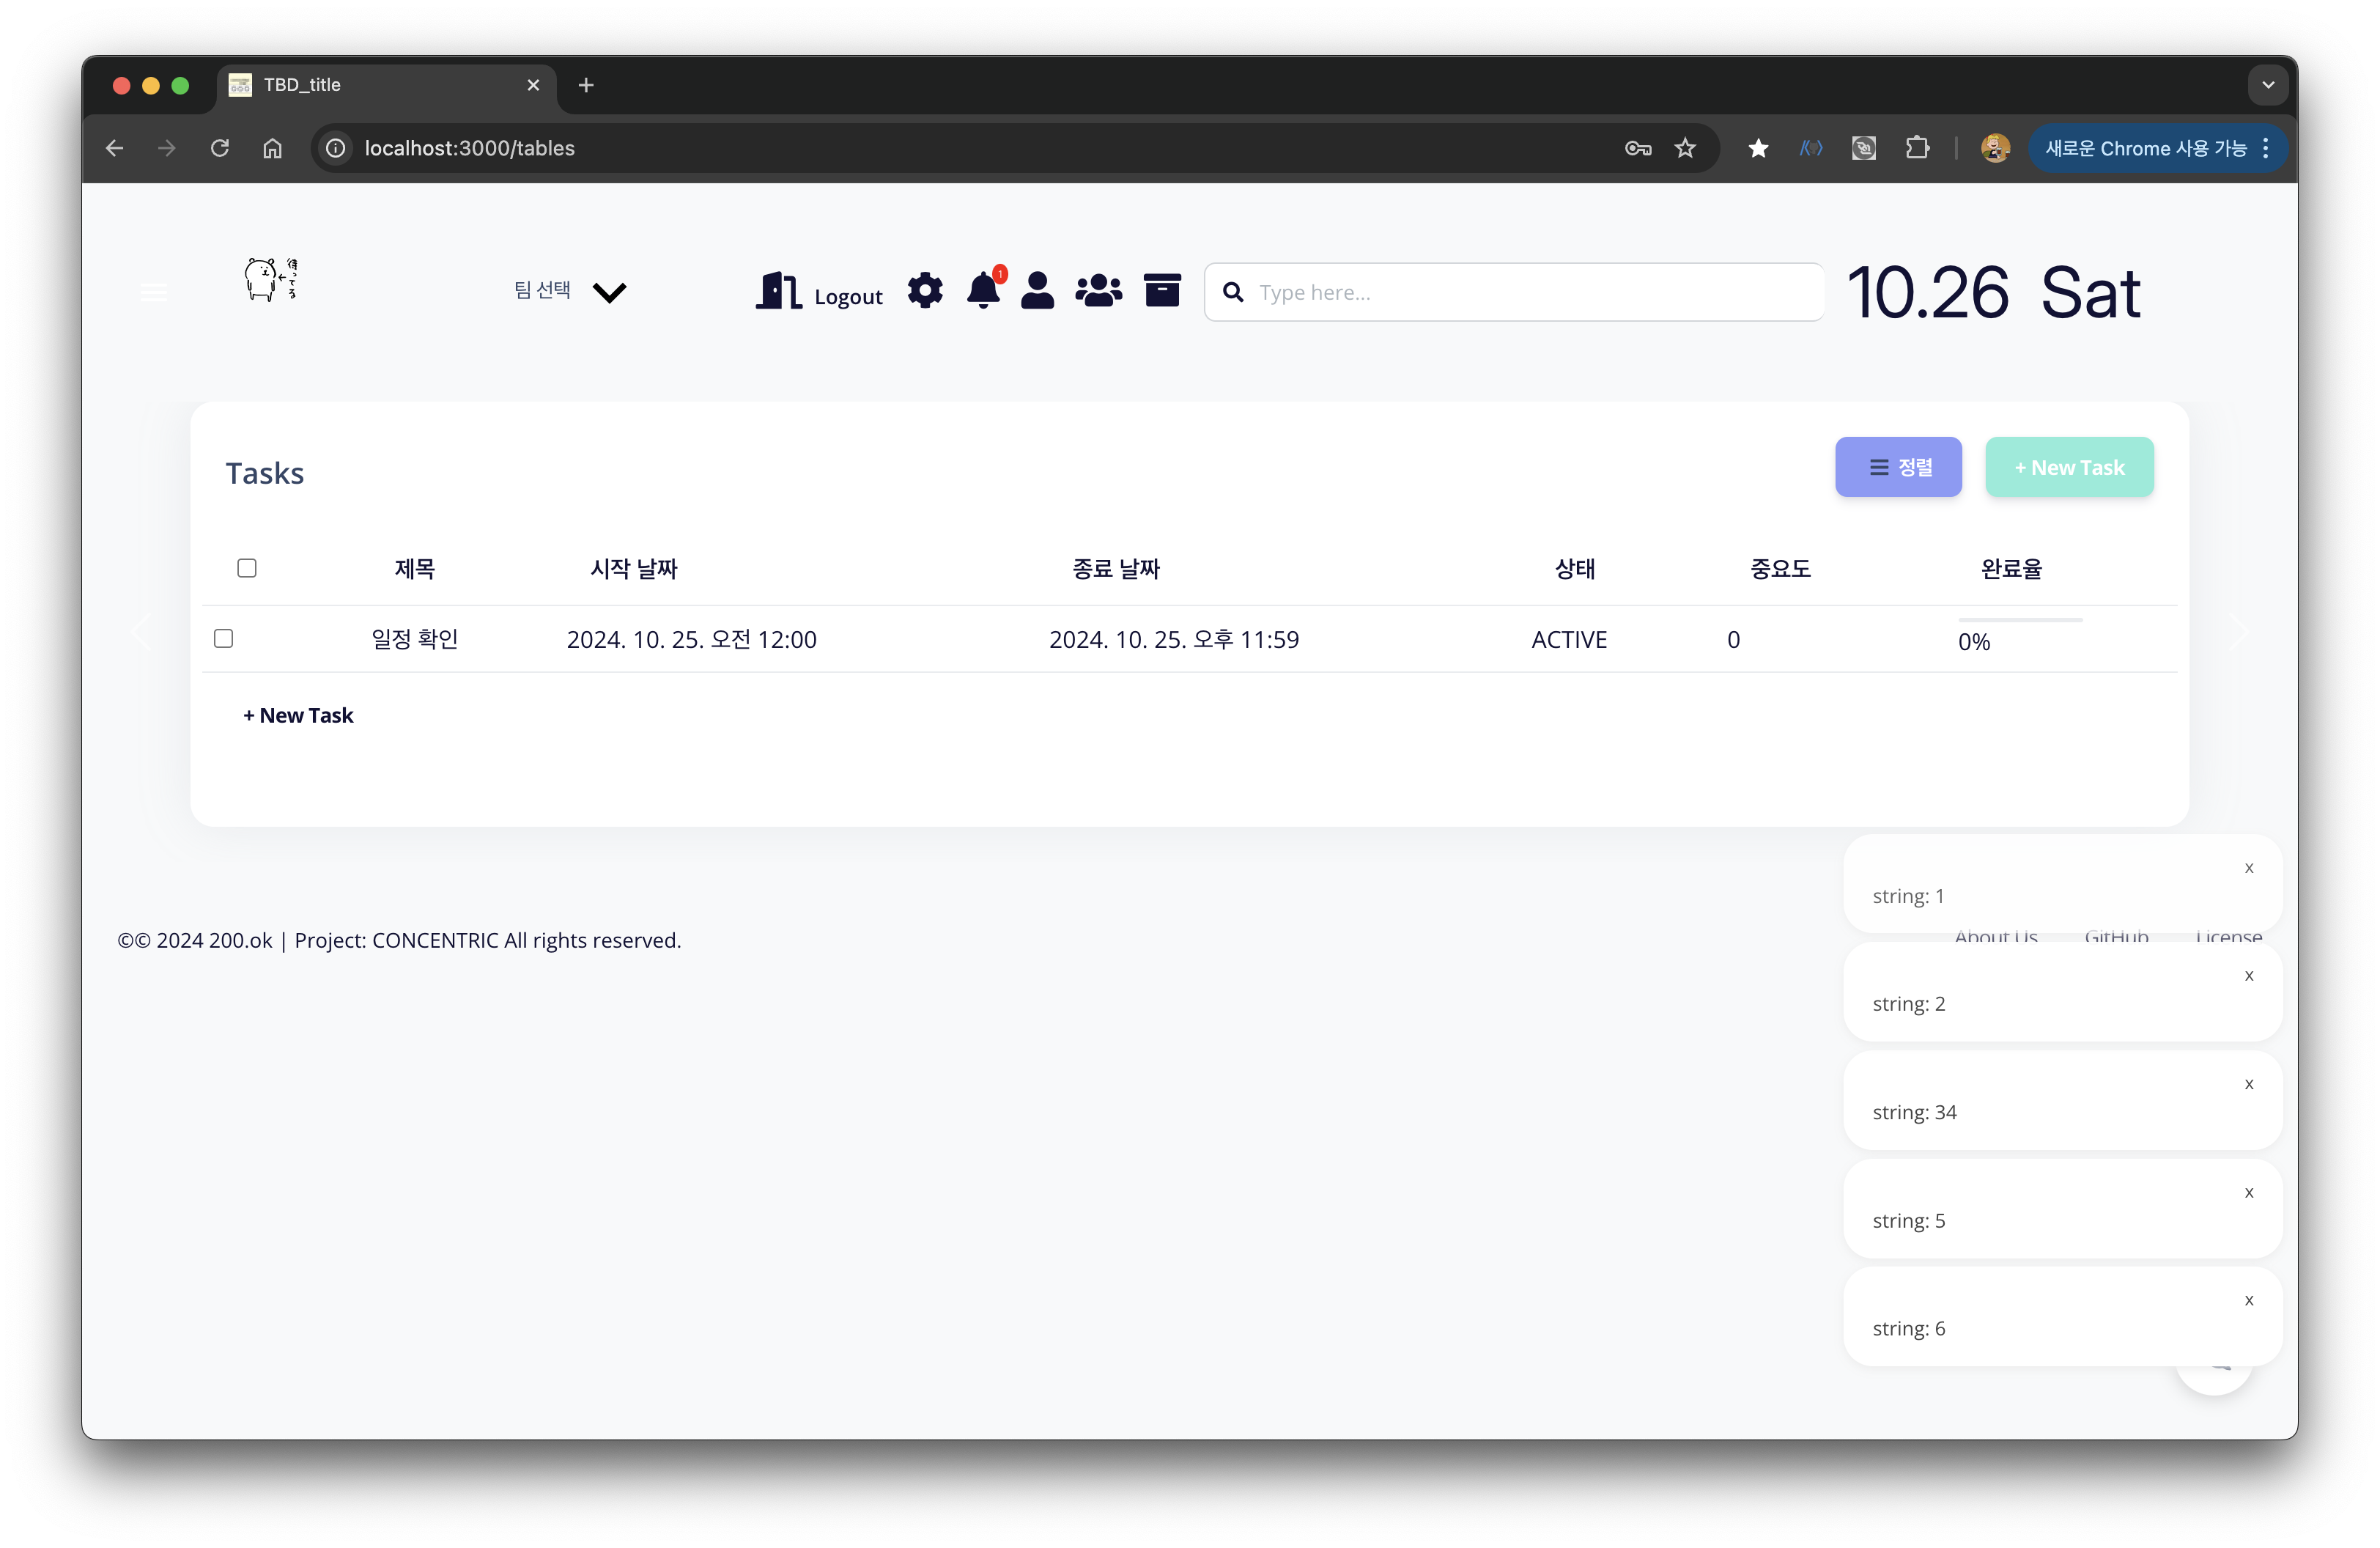 TBD_title
localhost:3000/tables
새로운 Chrome 사용 가능
待ってる
팀 선택
Logout
1
Type here...
10.26 Sat
Tasks
정렬
+ New Task
제목 시작 날짜 종료 날짜 상태 중요도 완료율
일정 확인 2024. 10. 25. 오전 12:00 2024. 10. 25. 오후 11:59 ACTIVE 0 0%
+ New Task
x
string: 1
©© 2024 200.ok | Project: CONCENTRIC All rights reserved.
About Us GitHub License
x
string: 2
x
string: 34
x
string: 5
x
string: 6